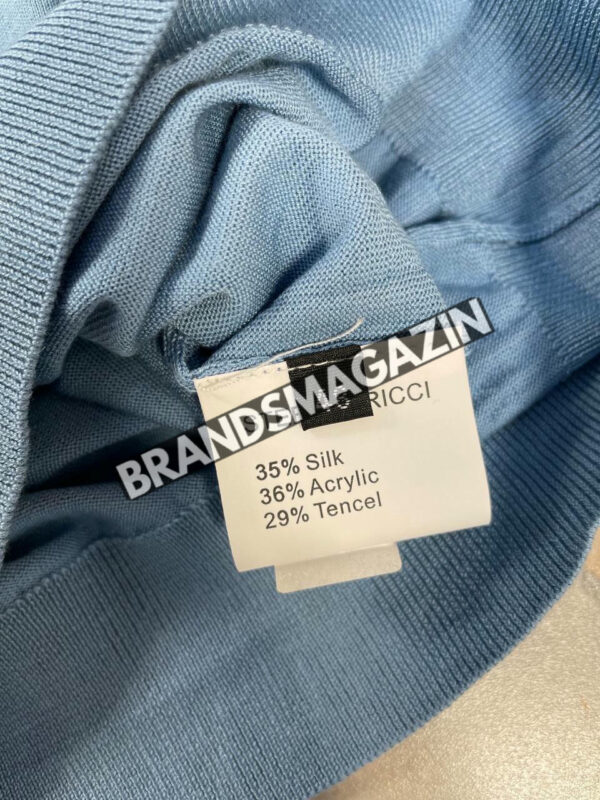 BRANDSMAGAZIN
RICCI
35% Silk
36% Acrylic
29% Tencel